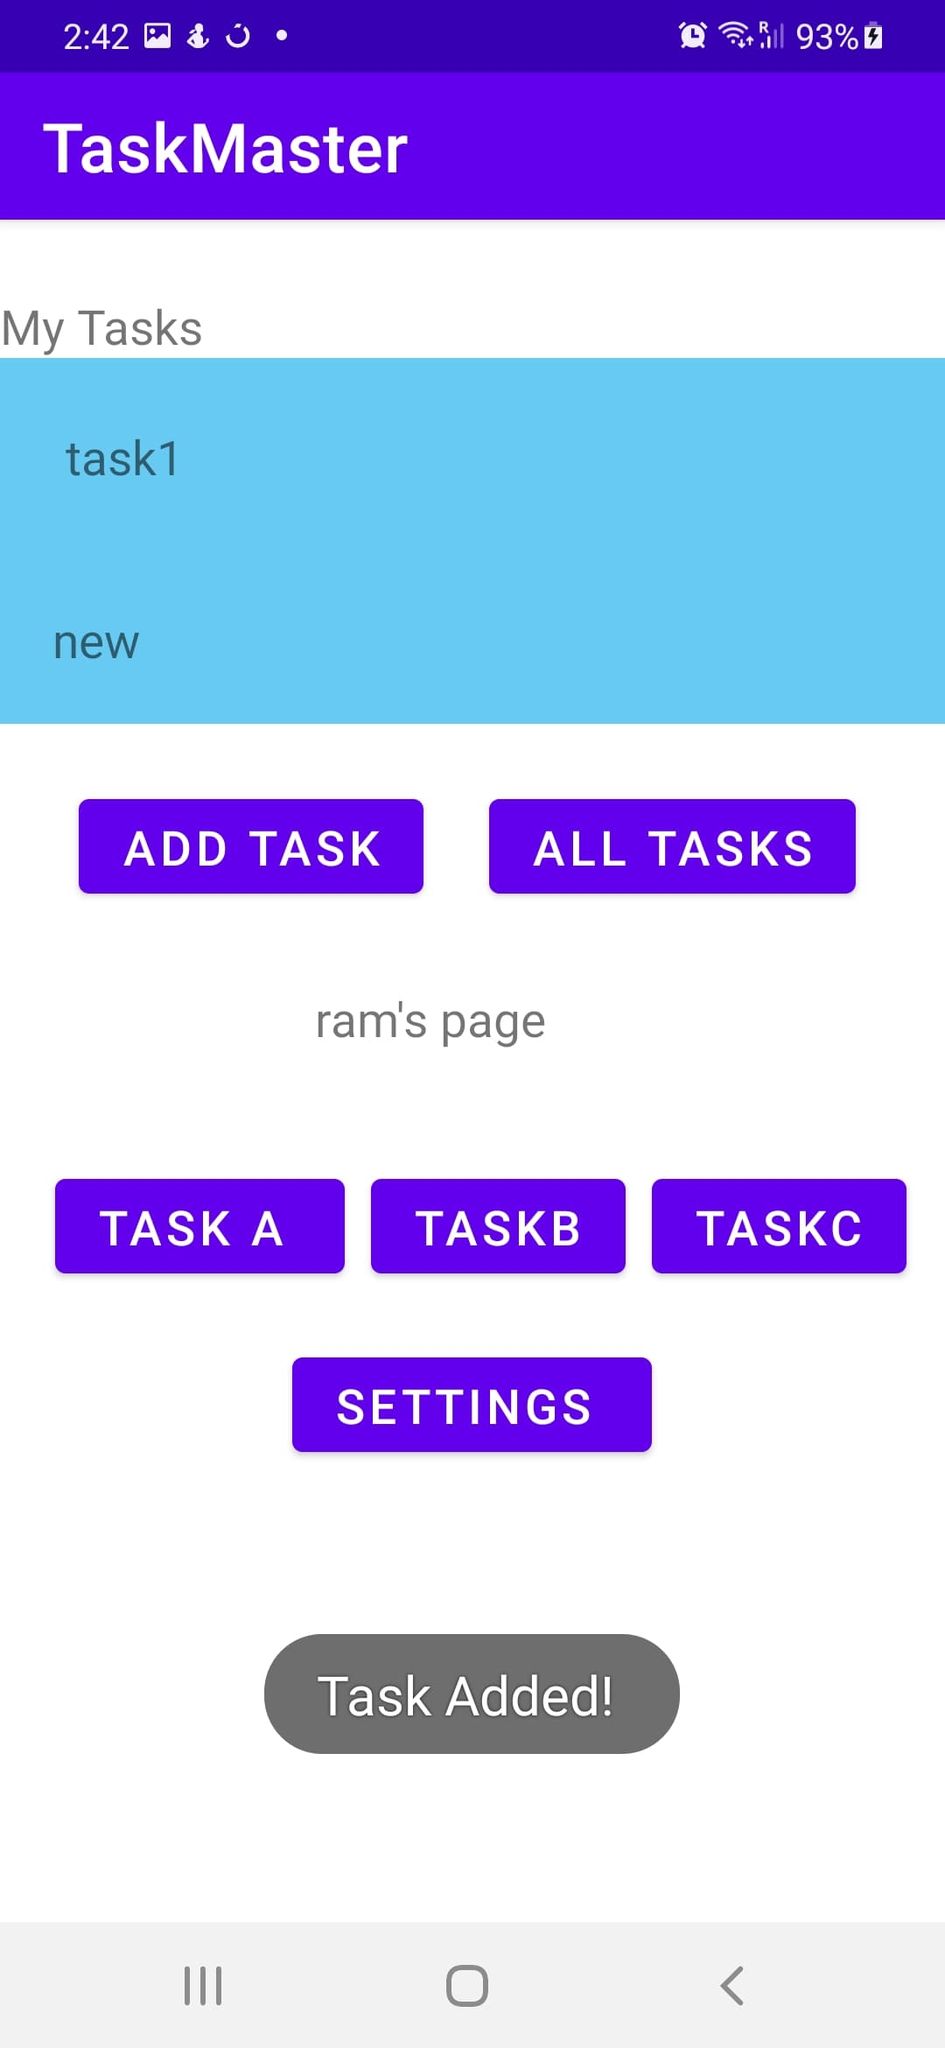 2:42 R 93%
TaskMaster
My Tasks
task1
new
ADD TASK ALL TASKS
ram's page
TASK A TASKB TASKC
SETTINGS
Task Added!